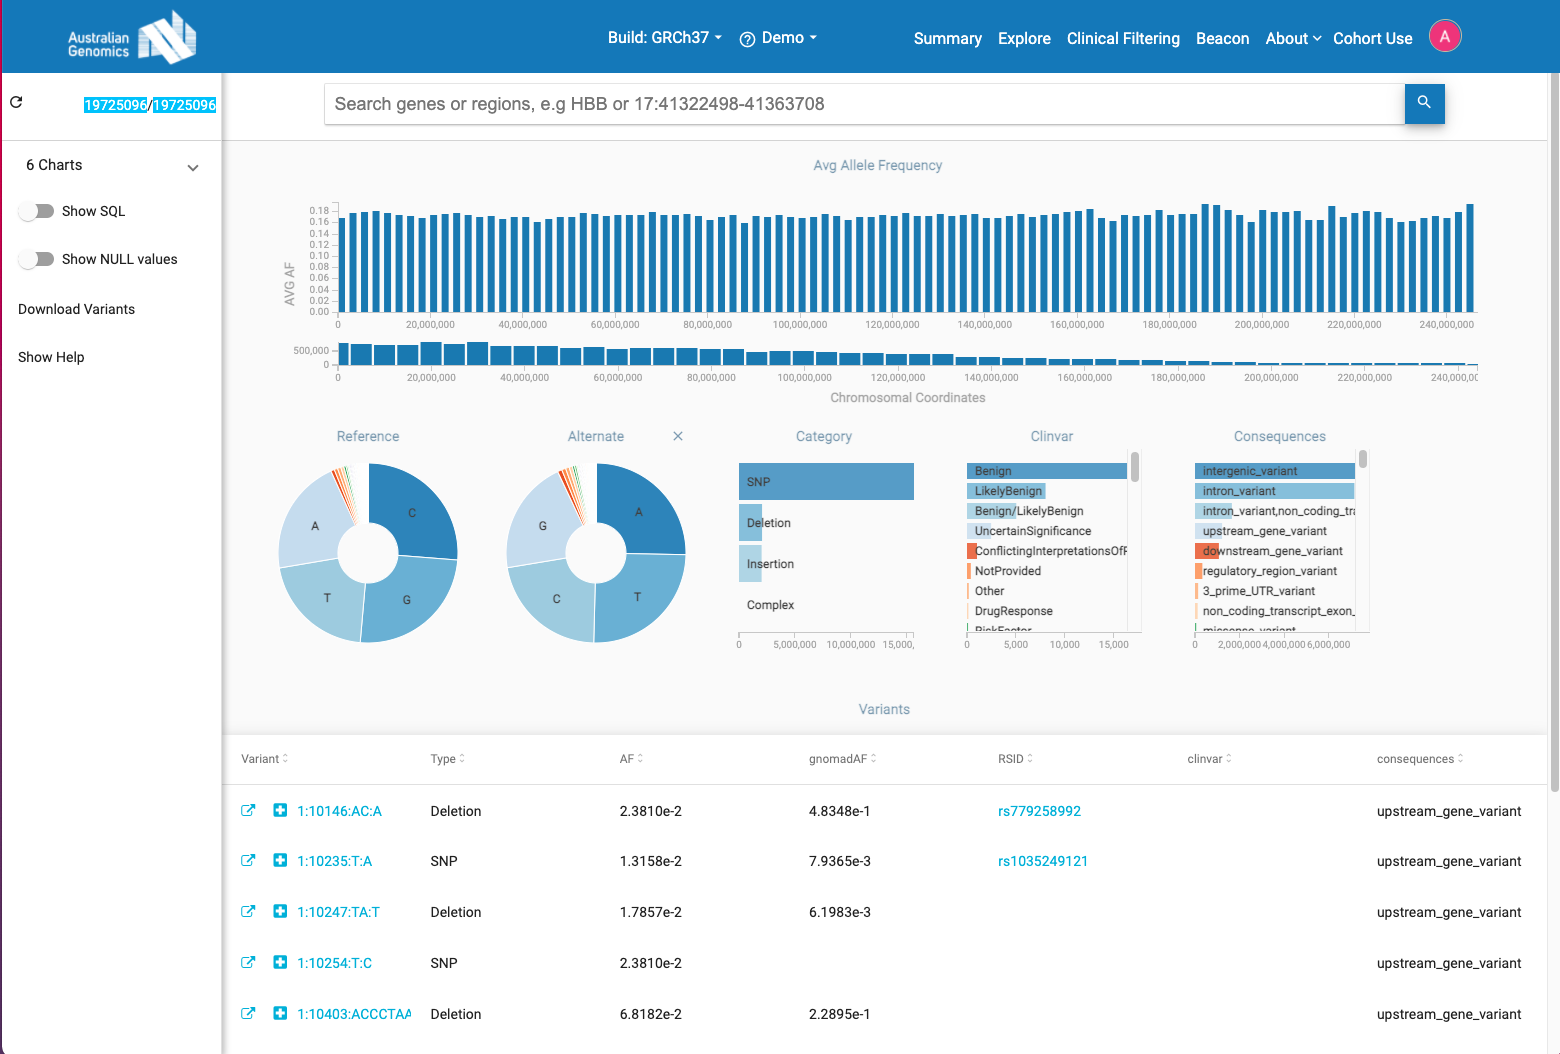 Australian
Genomics
Build: GRCh37
Demo
Summary
Explore
Clinical Filtering
Beacon
About
Cohort Use
A
19725096/19725096
Search genes or regions, e.g HBB or 17:41322498-41363708
6 Charts
Show SQL
Show NULL values
Download Variants
Show Help
Avg Allele Frequency
AVG AF
0.18
0.16
0.14
0.12
0.10
0.08
0.06
0.04
0.02
0.00
0 20,000,000 40,000,000 60,000,000 80,000,000 100,000,000 120,000,000 140,000,000 160,000,000 180,000,000 200,000,000 220,000,000 240,000,000
500,000
0
0 20,000,000 40,000,000 60,000,000 80,000,000 100,000,000 120,000,000 140,000,000 160,000,000 180,000,000 200,000,000 220,000,000 240,000,0
Chromosomal Coordinates
Reference
C
G
T
A
Alternate
A
T
C
G
Category
SNP
Deletion
Insertion
Complex
0 5,000,000 10,000,000 15,000,
Clinvar
Benign
LikelyBenign
Benign/LikelyBenign
UncertainSignificance
ConflictingInterpretationsOf
NotProvided
Other
DrugResponse
RiskFactor
0 5,000 10,000 15,000
Consequences
intergenic_variant
intron_variant
intron_variant,non_coding_tra
upstream_gene_variant
downstream_gene_variant
regulatory_region_variant
3_prime_UTR_variant
non_coding_transcript_exon_
missense_variant
0 2,000,000 4,000,000 6,000,000
Variants
Variant Type AF gnomadAF RSID clinvar consequences
1:10146:AC:A Deletion 2.3810e-2 4.8348e-1 rs779258992 upstream_gene_variant
1:10235:T:A SNP 1.3158e-2 7.9365e-3 rs1035249121 upstream_gene_variant
1:10247:TA:T Deletion 1.7857e-2 6.1983e-3 upstream_gene_variant
1:10254:T:C SNP 2.3810e-2 upstream_gene_variant
1:10403:ACCCTAA Deletion 6.8182e-2 2.2895e-1 upstream_gene_variant